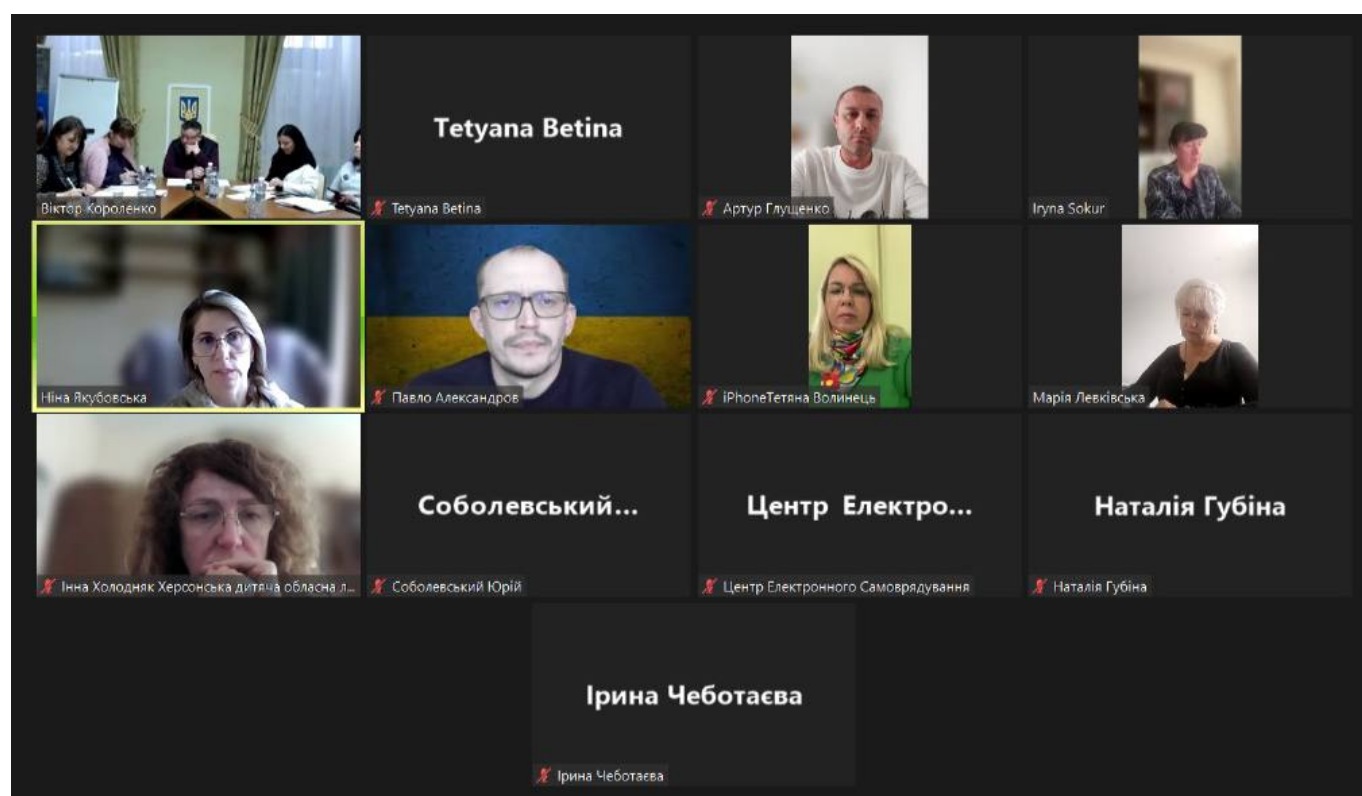 Віктор Короленко
Tetyana Betina
Tetyana Betina
Артур Глущенко
Iryna Sokur
Ніна Якубовська
Павло Александров
iPhoneТетяна Волинець
Марія Левківська
Інна Холодняк Херсонська дитяча обласна л...
Соболевський...
Соболевський Юрій
Центр Електро...
Центр Електронного Самоврядування
Наталія Губіна
Наталія Губіна
Ірина Чеботаєва
Ірина Чеботаєва